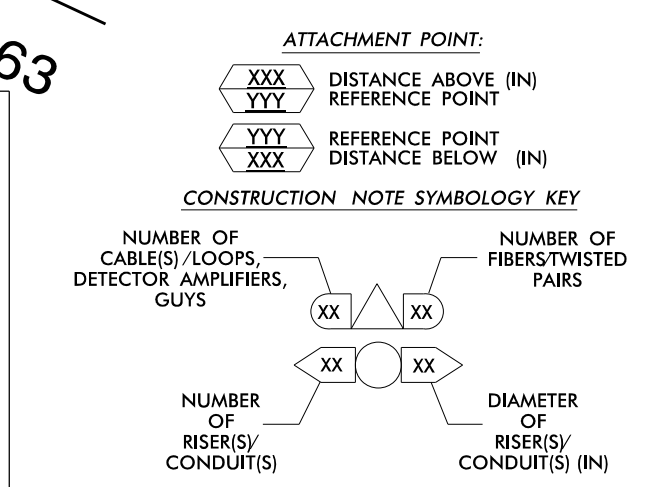 63
ATTACHMENT POINT:
XXX
YYY
DISTANCE ABOVE (IN)
REFERENCE POINT
YYY
XXX
REFERENCE POINT
DISTANCE BELOW (IN)
CONSTRUCTION NOTE SYMBOLOGY KEY
NUMBER OF
CABLE(S)/LOOPS,
DETECTOR AMPLIFIERS,
GUYS
NUMBER OF
FIBERS/TWISTED
PAIRS
XX XX
XX XX
NUMBER
OF
RISER(S)/
CONDUIT(S)
DIAMETER
OF
RISER(S)/
CONDUIT(S) (IN)